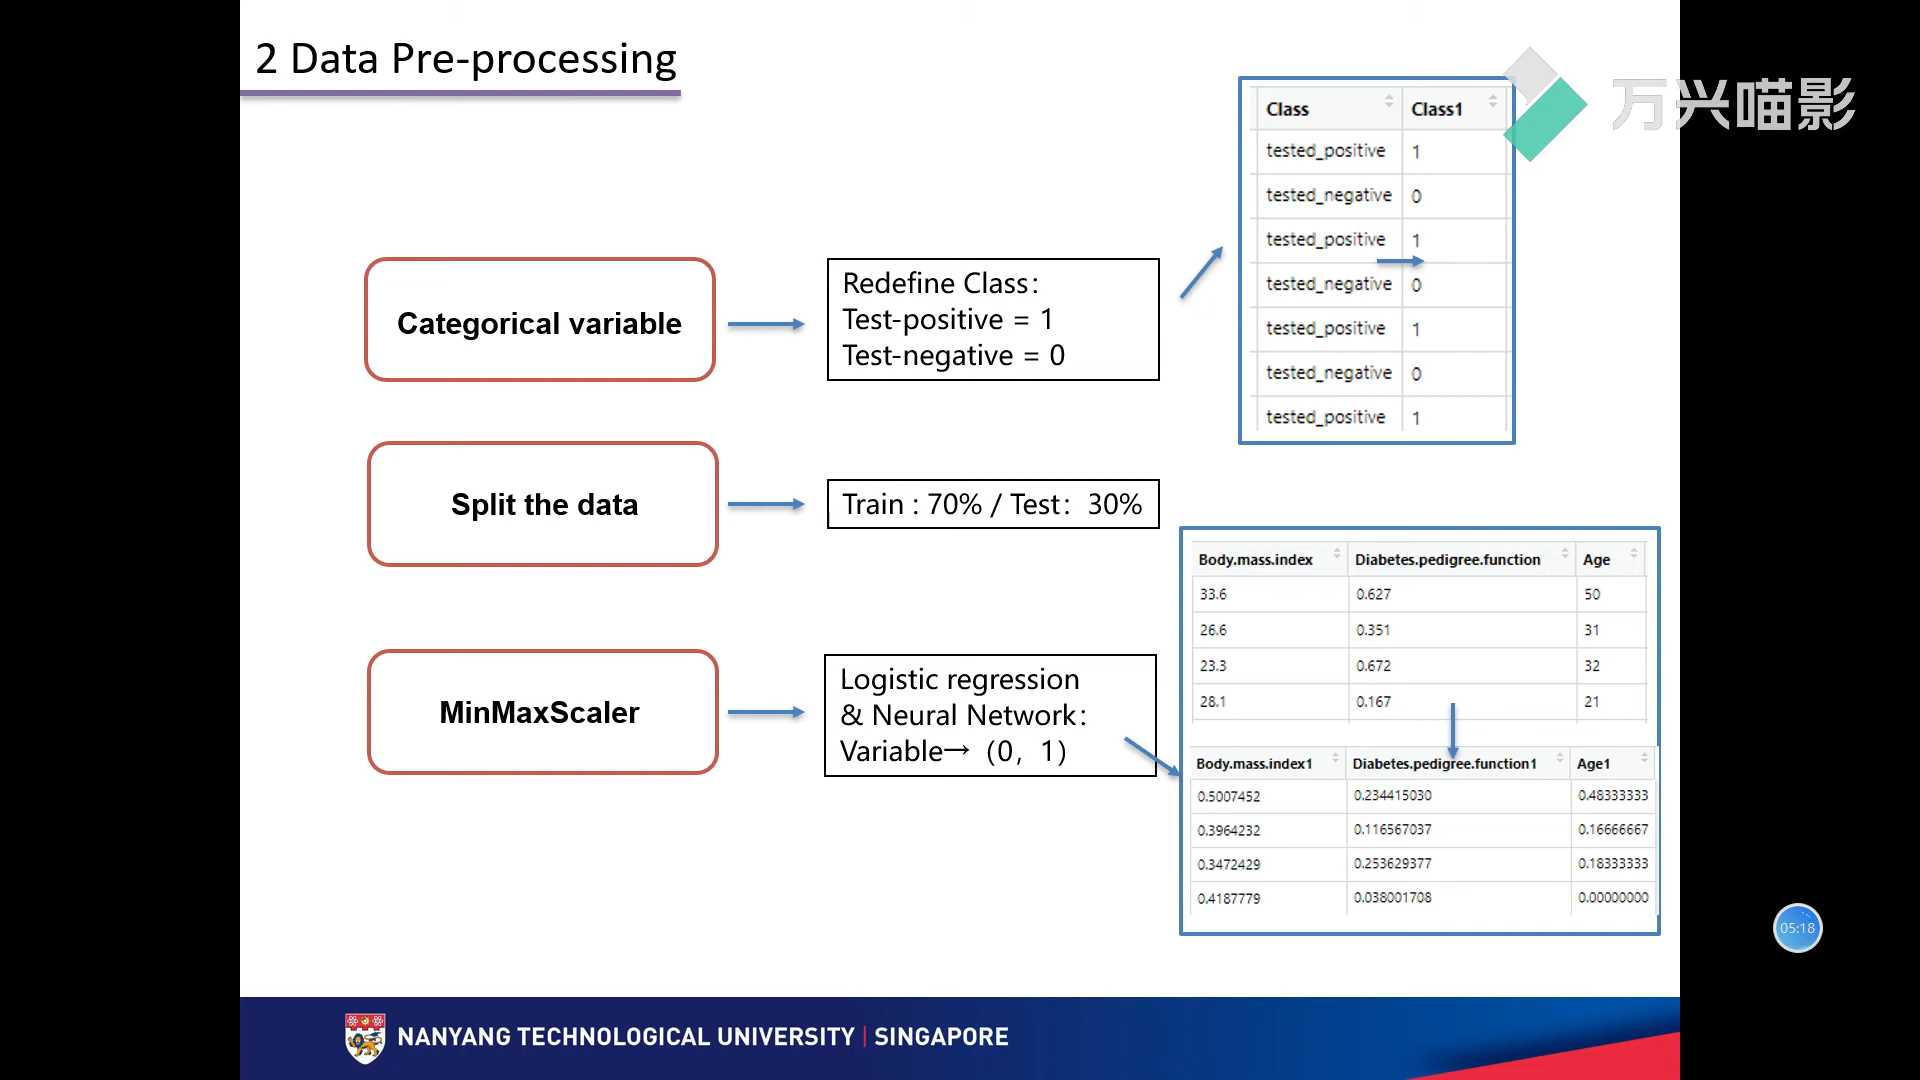 2 Data Pre-processing
万兴喵影
Class Class1
tested_positive 1
tested_negative 0
tested_positive 1
tested_negative 0
tested_positive 1
tested_negative 0
tested_positive 1
Categorical variable
Redefine Class：
Test-positive = 1
Test-negative = 0
Split the data
Train : 70% / Test： 30%
MinMaxScaler
Logistic regression
& Neural Network：
Variable→（0，1）
Body.mass.index Diabetes.pedigree.function Age
33.6 0.627 50
26.6 0.351 31
23.3 0.672 32
28.1 0.167 21
Body.mass.index1 Diabetes.pedigree.function1 Age1
0.5007452 0.234415030 0.48333333
0.3964232 0.116567037 0.16666667
0.3472429 0.253629377 0.18333333
0.4187779 0.038001708 0.00000000
05:18
NANYANG TECHNOLOGICAL UNIVERSITY | SINGAPORE